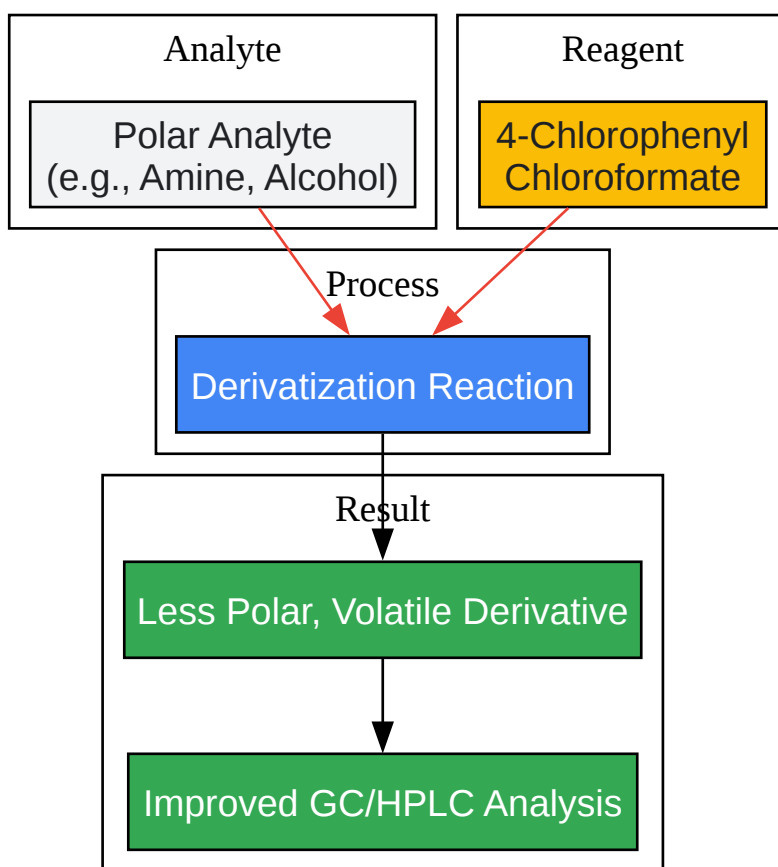 Analyte
Reagent
Polar Analyte
(e.g., Amine, Alcohol)
4-Chlorophenyl
Chloroformate
Process
Derivatization Reaction
Result
Less Polar, Volatile Derivative
Improved GC/HPLC Analysis